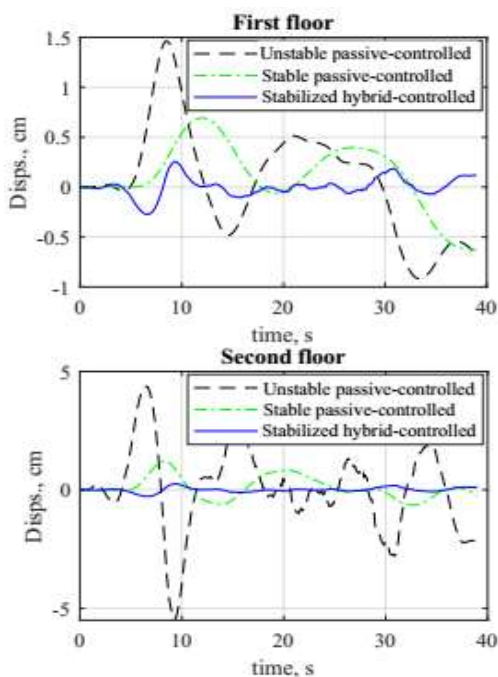 First floor
1.5
1
0.5
0
-0.5
-1
Disps., cm
Unstable passive-controlled
Stable passive-controlled
Stabilized hybrid-controlled
0 10 20 30 40
time, s
Second floor
5
0
-5
Disps., cm
Unstable passive-controlled
Stable passive-controlled
Stabilized hybrid-controlled
0 10 20 30 40
time, s